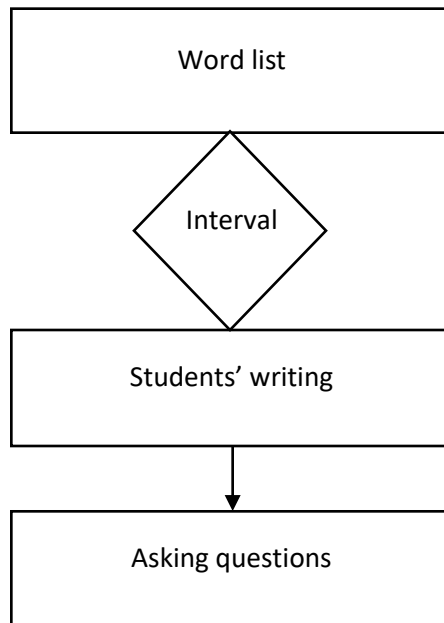 Word list
Interval
Students’ writing
Asking questions